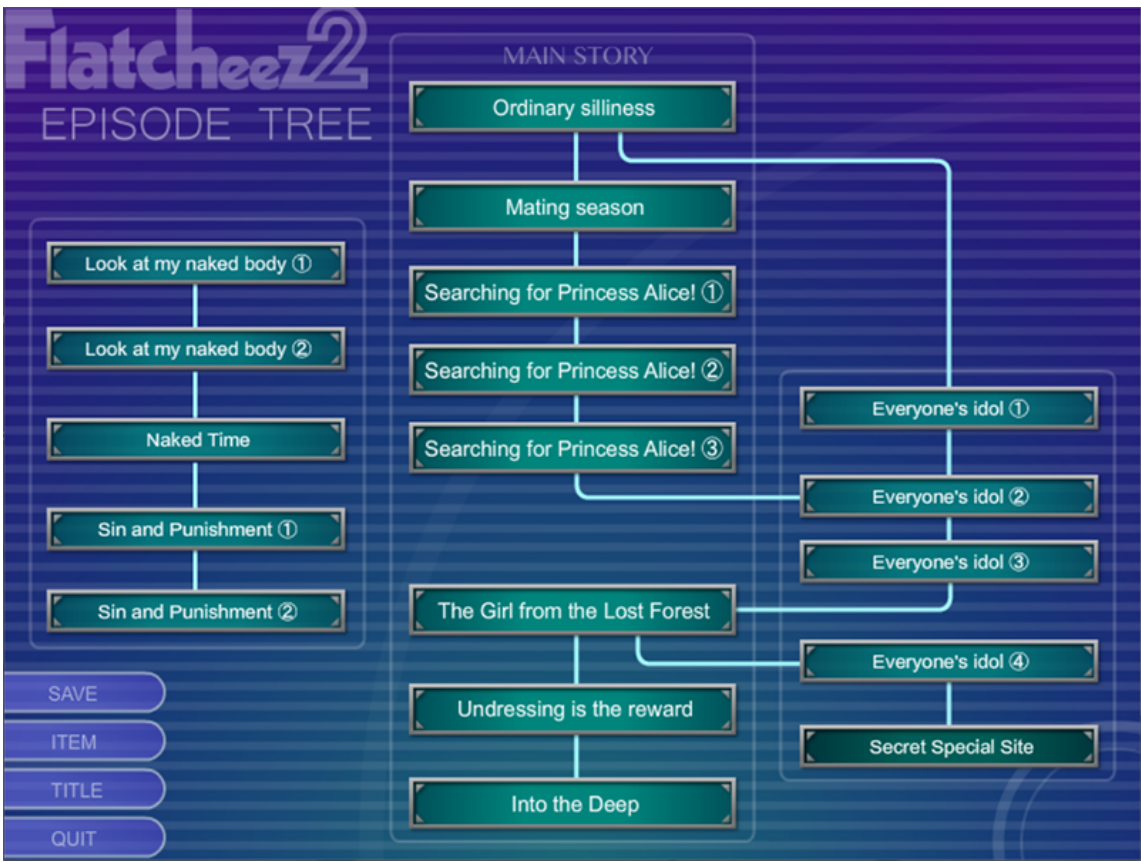 Flatcheez2
EPISODE TREE
MAIN STORY
Ordinary silliness
Mating season
Searching for Princess Alice! ①
Searching for Princess Alice! ②
Searching for Princess Alice! ③
The Girl from the Lost Forest
Undressing is the reward
Into the Deep
Look at my naked body ①
Look at my naked body ②
Naked Time
Sin and Punishment ①
Sin and Punishment ②
Everyone's idol ①
Everyone's idol ②
Everyone's idol ③
Everyone's idol ④
Secret Special Site
SAVE
ITEM
TITLE
QUIT